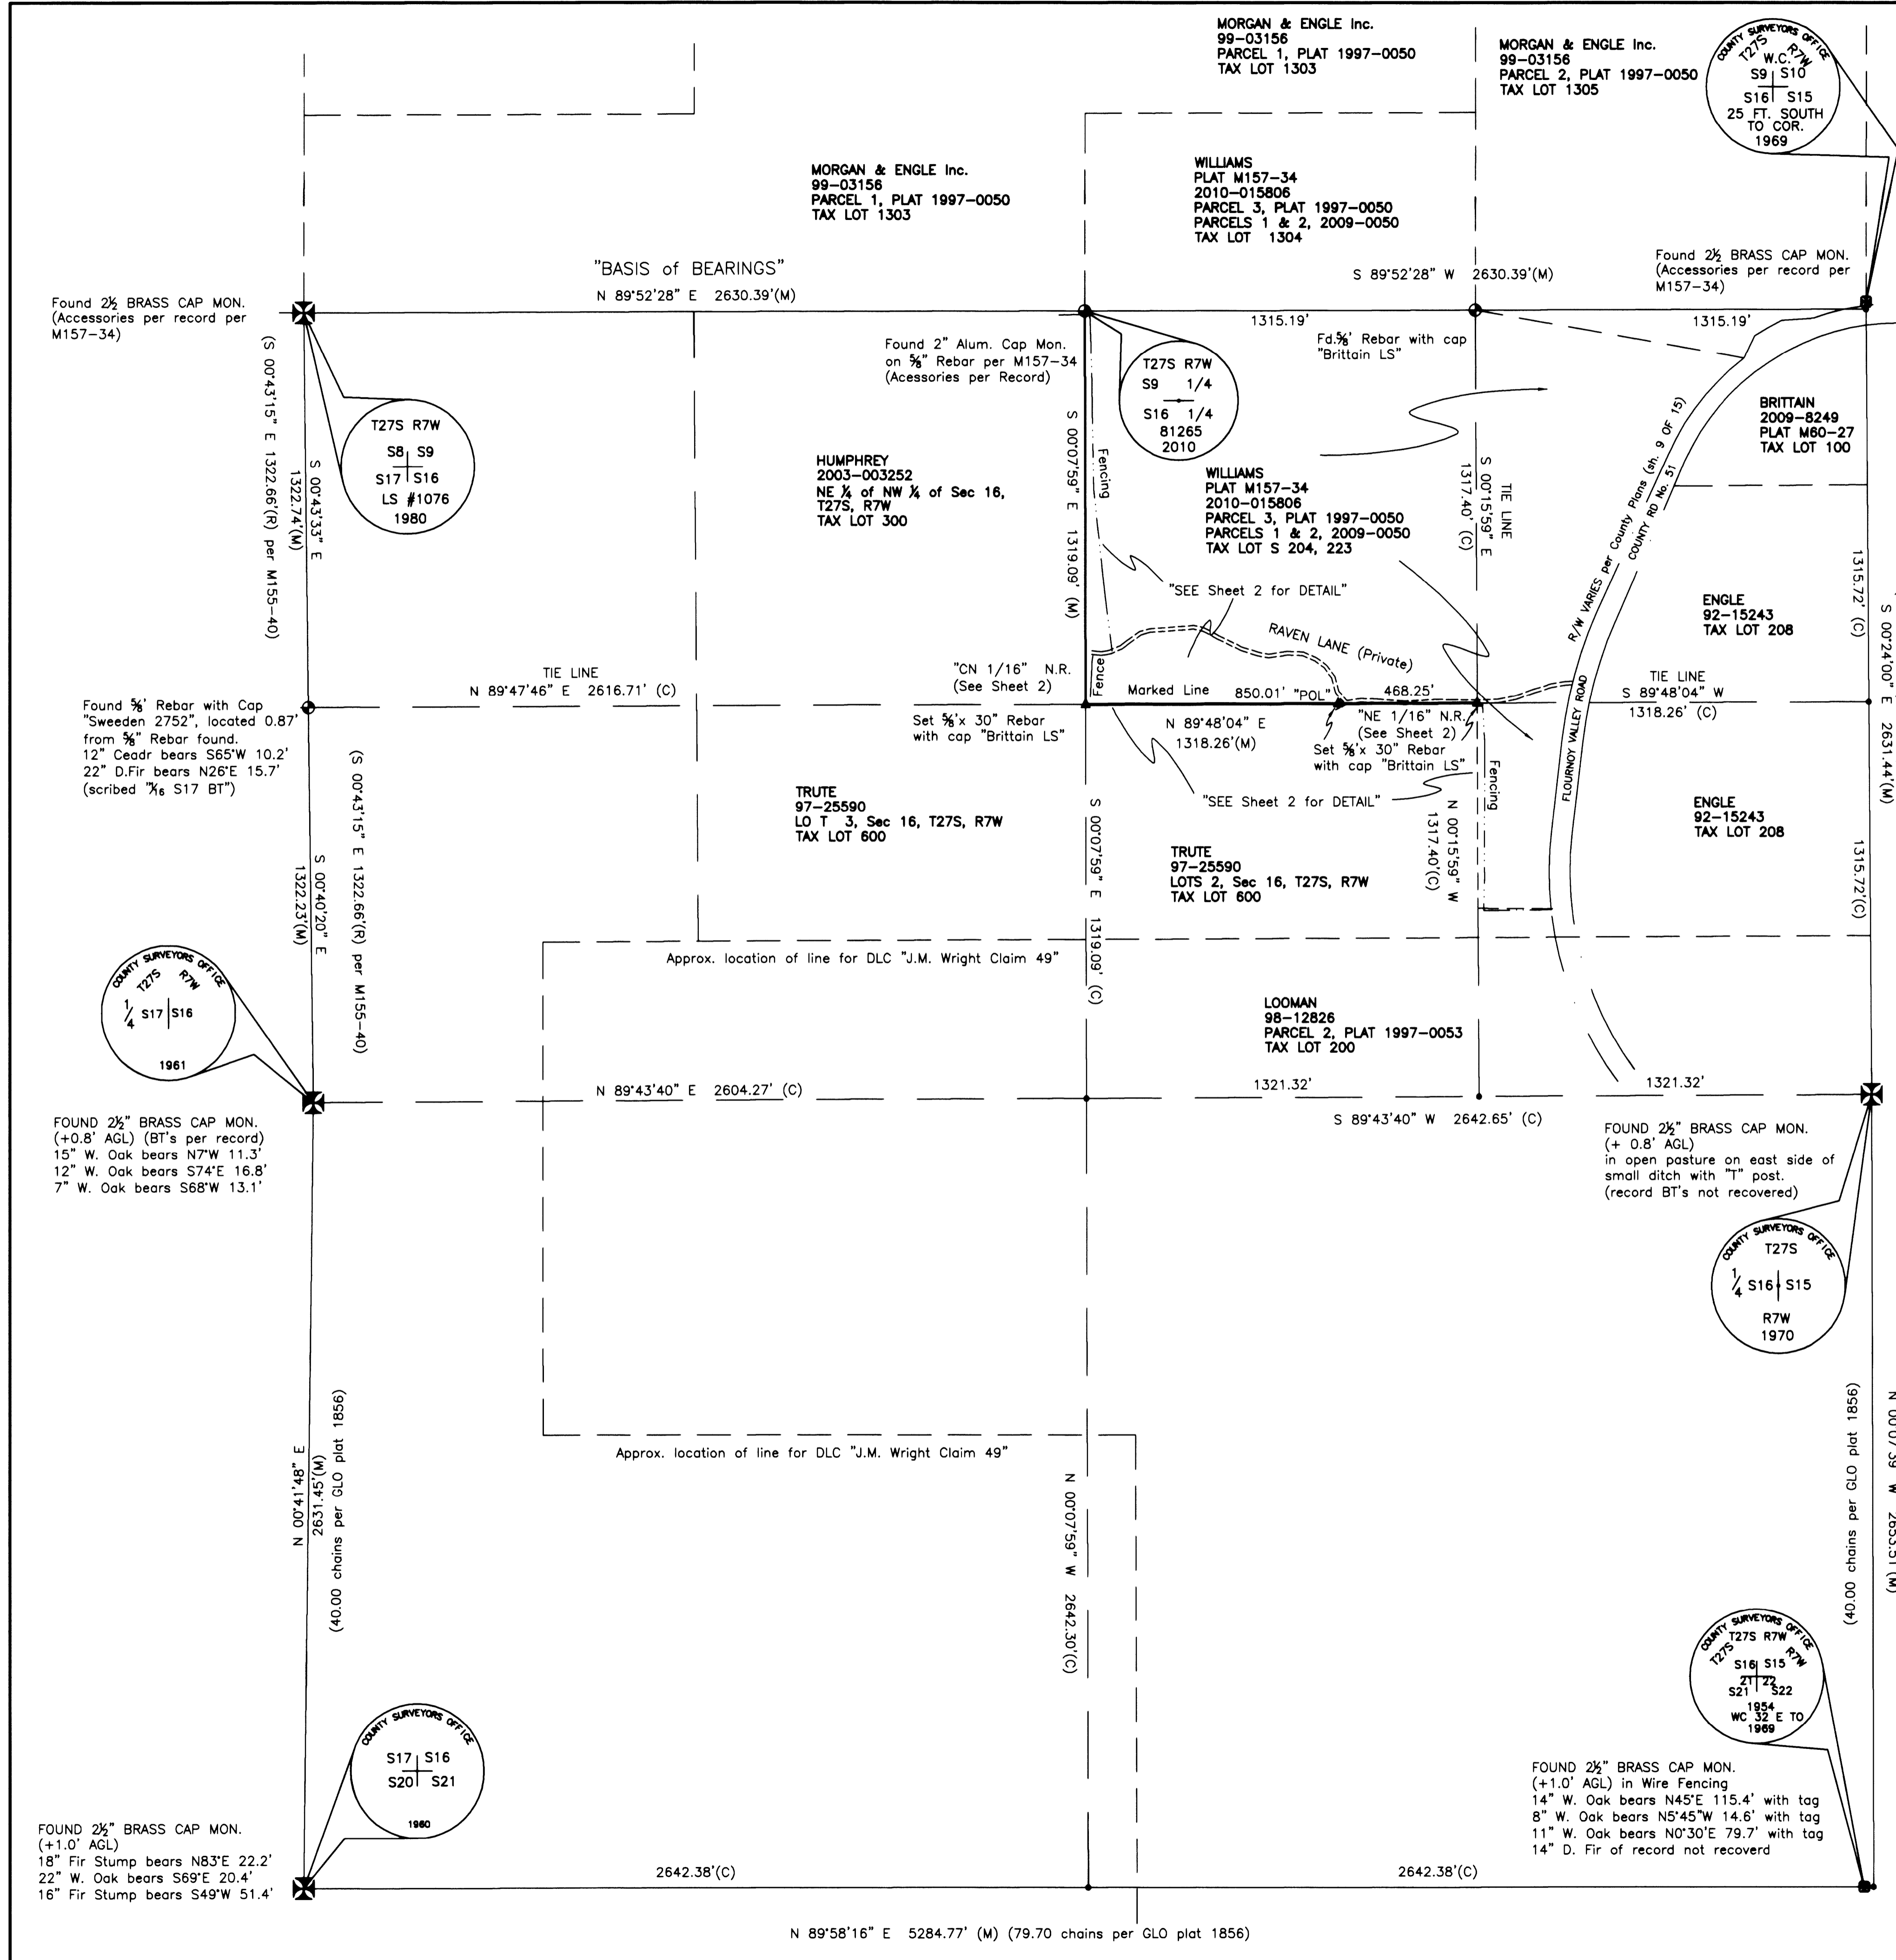 MORGAN & ENGLE Inc.
99-03156
PARCEL 1, PLAT 1997-0050
TAX LOT 1303
MORGAN & ENGLE Inc.
99-03156
PARCEL 2, PLAT 1997-0050
TAX LOT 1305
COUNTY SURVEYORS OFFICE
T27S R7W
W.C.
S9 S10
S16 S15
25 FT. SOUTH
TO COR.
1969
MORGAN & ENGLE Inc.
99-03156
PARCEL 1, PLAT 1997-0050
TAX LOT 1303
WILLIAMS
PLAT M157-34
2010-015806
PARCEL 3, PLAT 1997-0050
PARCELS 1 & 2, 2009-0050
TAX LOT 1304
"BASIS of BEARINGS"
N 89°52'28" E 2630.39'(M)
S 89°52'28" W 2630.39'(M)
Found 2½ BRASS CAP MON.
(Accessories per record per
M157-34)
Found 2½ BRASS CAP MON.
(Accessories per record per
M157-34)
1315.19'
1315.19'
Found 2" Alum. Cap Mon.
on ⅝" Rebar per M157-34
(Acessories per Record)
Fd.⅝' Rebar with cap
"Brittain LS"
T27S R7W
S9 1/4
S16 1/4
81265
2010
T27S R7W
S8 S9
S17 S16
LS #1076
1980
(S 00°43'15" E 1322.66'(R) per M155-40)
S 00°43'33" E
1322.74'(M)
HUMPHREY
2003-003252
NE ¼ of NW ¼ of Sec 16,
T27S, R7W
TAX LOT 300
S 00°07'59" E 1319.09' (M)
Fencing
WILLIAMS
PLAT M157-34
2010-015806
PARCEL 3, PLAT 1997-0050
PARCELS 1 & 2, 2009-0050
TAX LOT S 204, 223
TIE LINE
S 00°15'59" E
1317.40' (C)
R/W VARIES per County Plans (sh. 9 OF 15)
COUNTY RD No. 51
BRITTAIN
2009-8249
PLAT M60-27
TAX LOT 100
1315.72' (C)
S 00°24'00" E 2631.44'(M)
ENGLE
92-15243
TAX LOT 208
"SEE Sheet 2 for DETAIL"
RAVEN LANE (Private)
TIE LINE
N 89°47'46" E 2616.71' (C)
"CN 1/16" N.R.
(See Sheet 2)
Fence
Marked Line
850.01' "POL"
468.25'
TIE LINE
S 89°48'04" W
1318.26' (C)
Found ⅝' Rebar with Cap
"Sweeden 2752", located 0.87'
from ⅝" Rebar found.
12" Ceadr bears S65°W 10.2'
22" D.Fir bears N26°E 15.7'
(scribed "1/16 S17 BT")
Set ⅝'x 30" Rebar
with cap "Brittain LS"
N 89°48'04" E
1318.26'(M)
"NE 1/16" N.R.
(See Sheet 2)
Set ⅝'x 30" Rebar
with cap "Brittain LS"
FLOURNOY VALLEY ROAD
Fencing
"SEE Sheet 2 for DETAIL"
TRUTE
97-25590
LO T 3, Sec 16, T27S, R7W
TAX LOT 600
ENGLE
92-15243
TAX LOT 208
(S 00°43'15" E 1322.66'(R) per M155-40)
S 00°40'20" E
1322.23'(M)
S 00°07'59" E 1319.09' (C)
TRUTE
97-25590
LOTS 2, Sec 16, T27S, R7W
TAX LOT 600
N 00°15'59" W
1317.40'(C)
1315.72'(C)
Approx. location of line for DLC "J.M. Wright Claim 49"
COUNTY SURVEYORS OFFICE
T27S R7W
1/4 S17 S16
1961
LOOMAN
98-12826
PARCEL 2, PLAT 1997-0053
TAX LOT 200
N 89°43'40" E 2604.27' (C)
1321.32'
1321.32'
S 89°43'40" W 2642.65' (C)
FOUND 2½" BRASS CAP MON.
(+0.8' AGL) (BT's per record)
15" W. Oak bears N7°W 11.3'
12" W. Oak bears S74°E 16.8'
7" W. Oak bears S68°W 13.1'
FOUND 2½" BRASS CAP MON.
(+ 0.8' AGL)
in open pasture on east side of
small ditch with "T" post.
(record BT's not recovered)
COUNTY SURVEYORS OFFICE
T27S
1/4 S16 S15
R7W
1970
N 00°41'48" E
2631.45'(M)
(40.00 chains per GLO plat 1856)
Approx. location of line for DLC "J.M. Wright Claim 49"
N 00°07'59" W 2642.30'(C)
(40.00 chains per GLO plat 1856)
N 00°07'39" W 2653.51'(M)
COUNTY SURVEYORS OFFICE
T27S R7W
T27S R7W
S16 S15
21 22
S21 S22
1954
WC 32 E TO
1969
COUNTY SURVEYORS OFFICE
S17 S16
S20 S21
1960
FOUND 2½" BRASS CAP MON.
(+1.0' AGL) in Wire Fencing
14" W. Oak bears N45°E 115.4' with tag
8" W. Oak bears N5°45"W 14.6' with tag
11" W. Oak bears N0°30'E 79.7' with tag
14" D. Fir of record not recoverd
FOUND 2½" BRASS CAP MON.
(+1.0' AGL)
18" Fir Stump bears N83°E 22.2'
22" W. Oak bears S69°E 20.4'
16" Fir Stump bears S49°W 51.4'
2642.38'(C)
2642.38'(C)
N 89°58'16" E 5284.77' (M) (79.70 chains per GLO plat 1856)